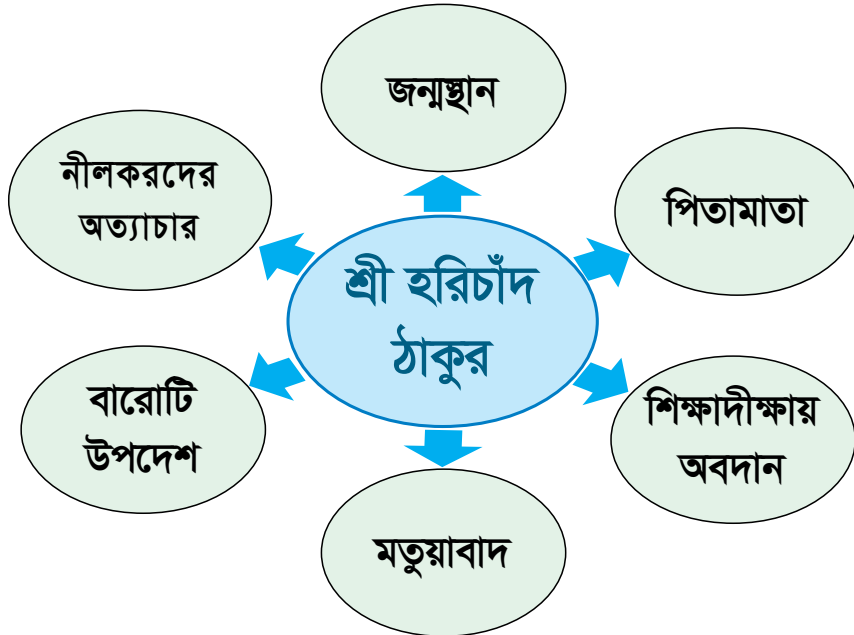 জন্মস্থান
নীলকরদের
অত্যাচার
পিতামাতা
শ্রী হরিচাঁদ
ঠাকুর
বারোটি
উপদেশ
শিক্ষাদীক্ষায়
অবদান
মতুয়াবাদ